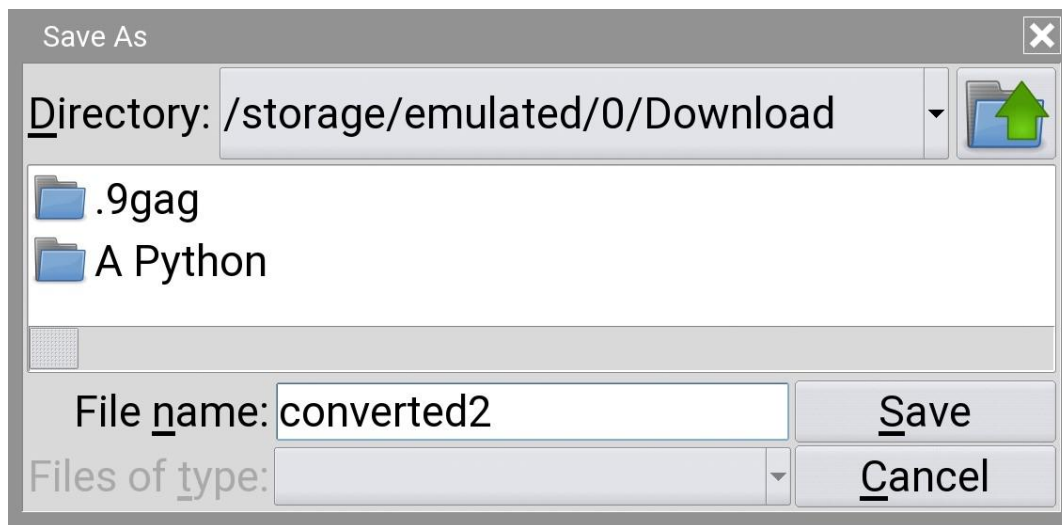 Save As
Directory: /storage/emulated/0/Download
.9gag
A Python
File name: converted2 Save
Files of type: Cancel